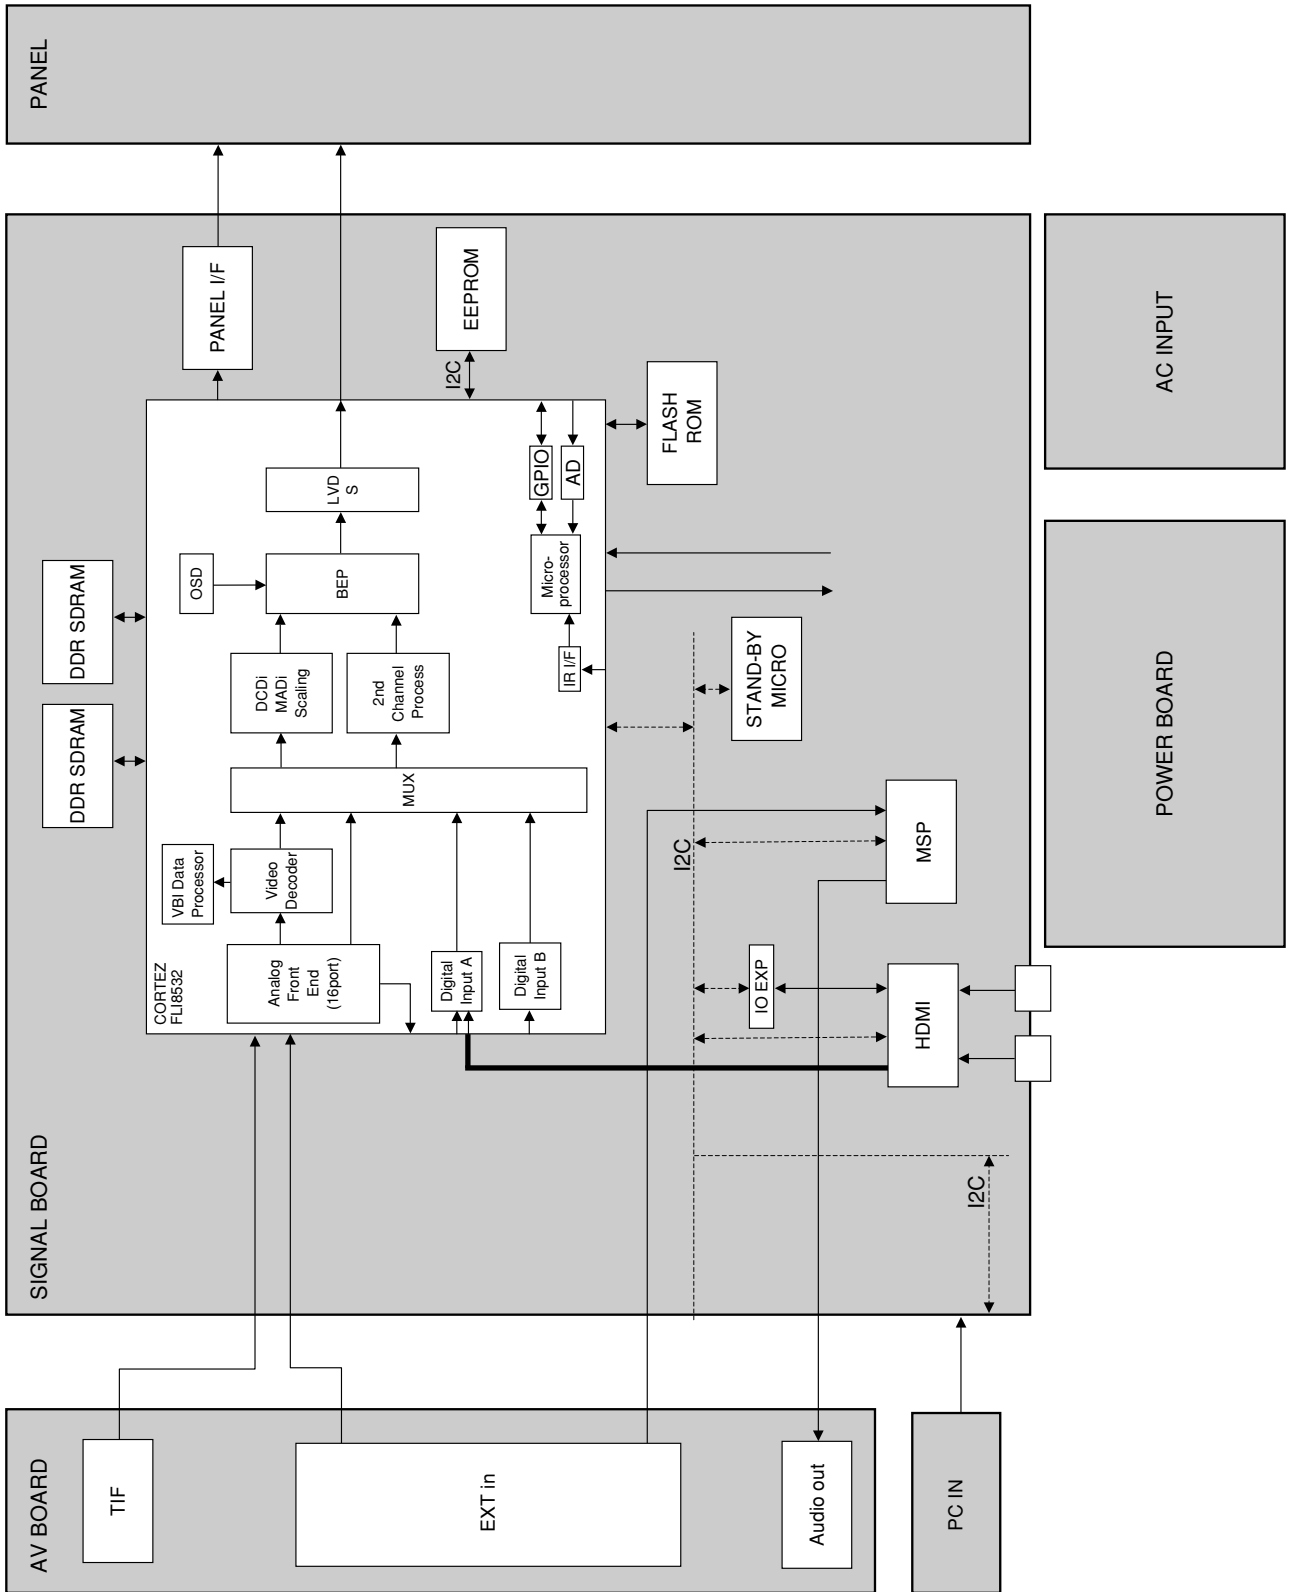 PANEL
SIGNAL BOARD
PANEL I/F
EEPROM
I2C
FLASH
ROM
DDR SDRAM
DDR SDRAM
CORTEZ
FLI8532
LVD
S
OSD
BEP
GPIO
AD
Micro-
processor
IR I/F
DCDi
MADi
Scaling
2nd
Channel
Process
MUX
VBI Data
Processor
Video
Decoder
Analog
Front
End
(16port)
Digital
Input A
Digital
Input B
STAND-BY
MICRO
I2C
MSP
IO EXP
HDMI
I2C
AC INPUT
POWER BOARD
AV BOARD
TIF
EXT in
Audio out
PC IN